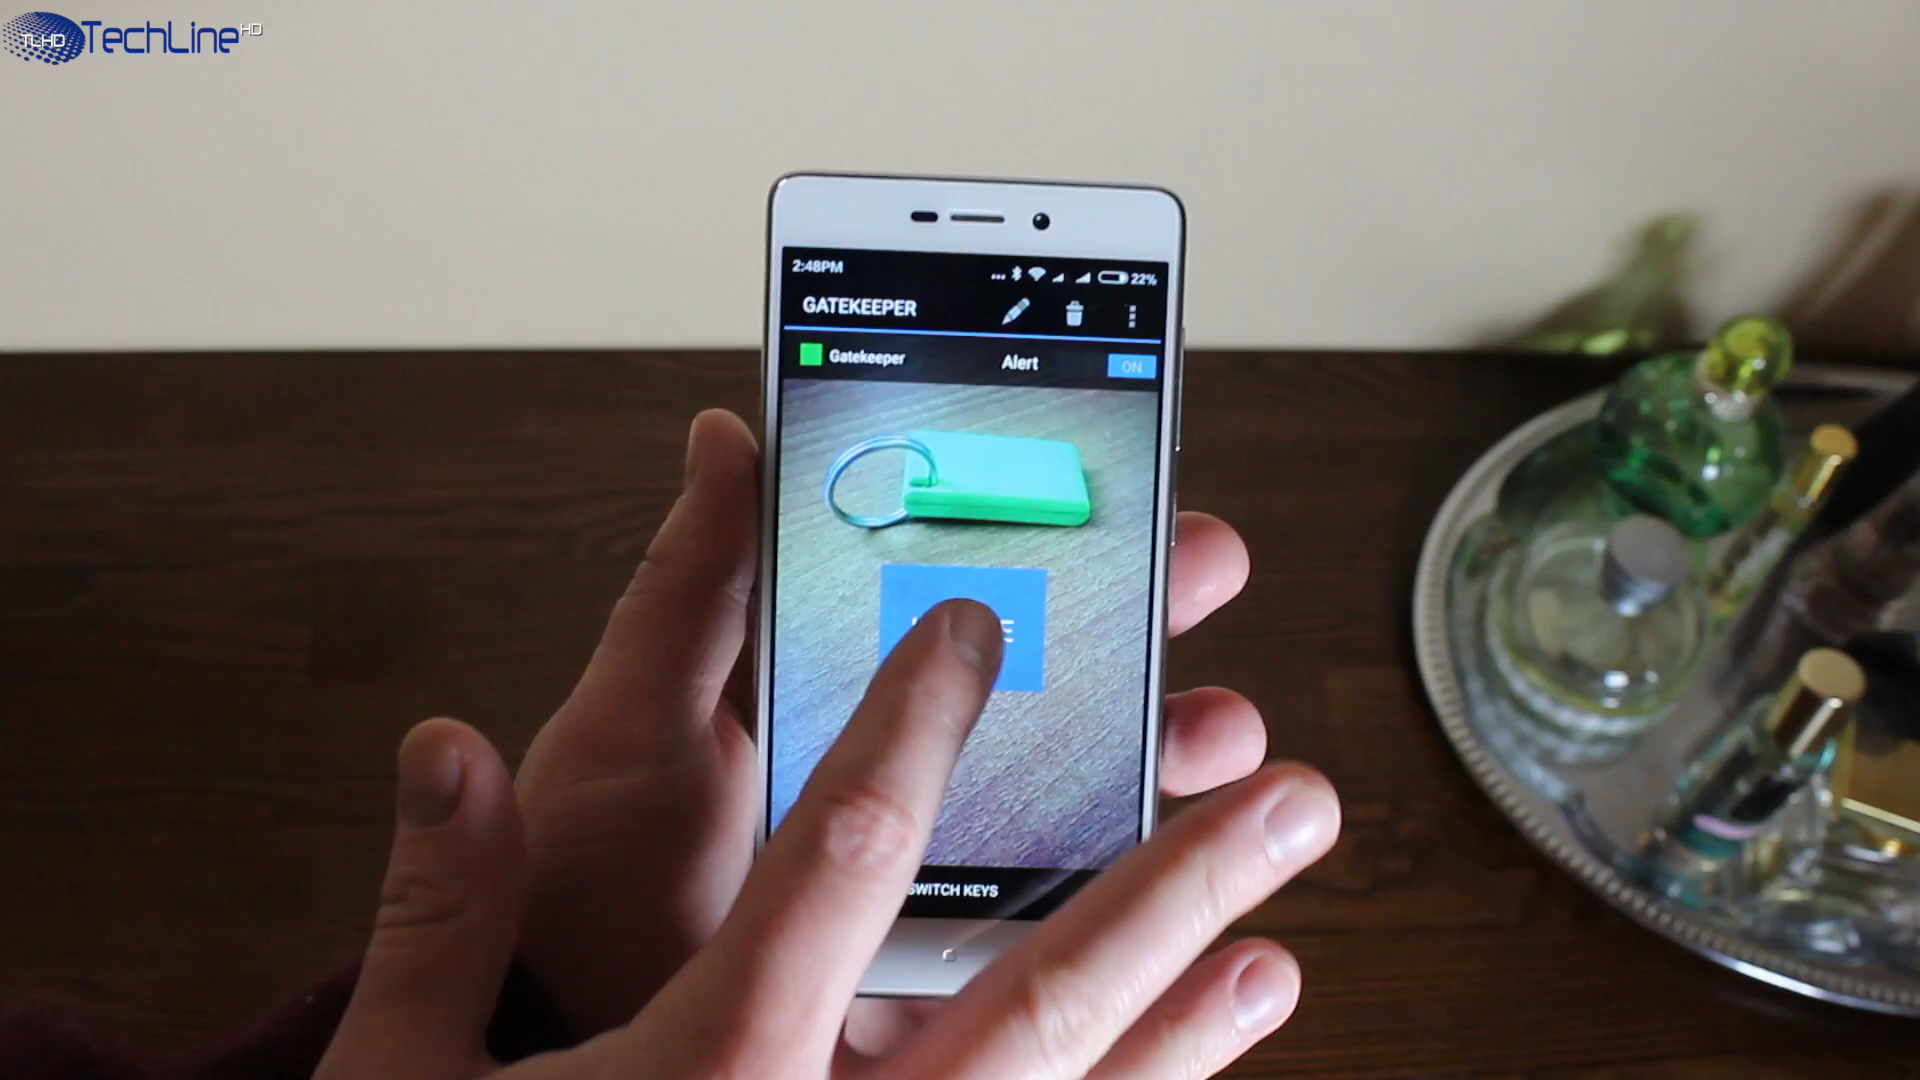 TLHD TechLine HD
2:48PM 22%
GATEKEEPER
Gatekeeper Alert ON
SWITCH KEYS